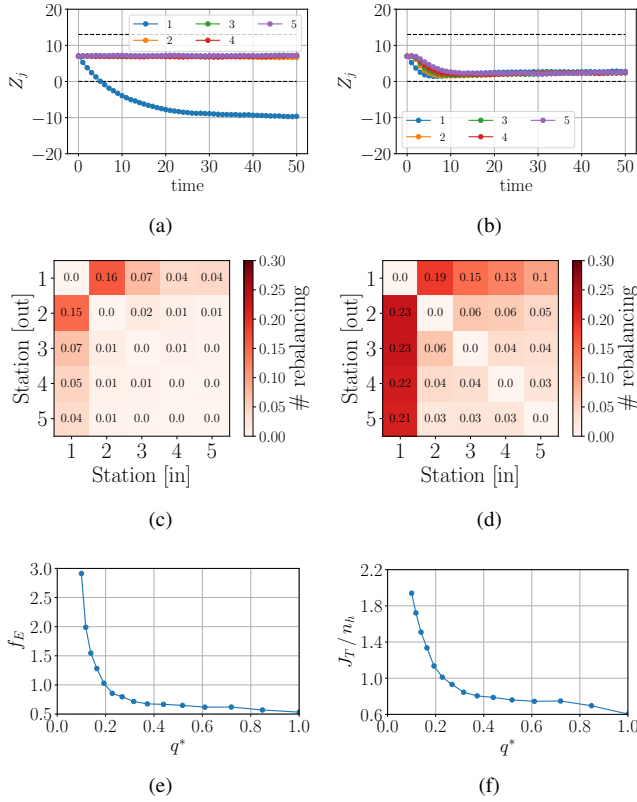 20
10
0
−10
−20
Z_j
1 3 5
2 4
0 10 20 30 40 50
time
(a)
20
10
0
−10
−20
Z_j
1 3 5
2 4
0 10 20 30 40 50
time
(b)
Station [out]
1 0.0 0.16 0.07 0.04 0.04
2 0.15 0.0 0.02 0.01 0.01
3 0.07 0.01 0.0 0.01 0.0
4 0.05 0.01 0.01 0.0 0.0
5 0.04 0.01 0.0 0.0 0.0
1 2 3 4 5
Station [in]
0.30
0.25
0.20
0.15
0.10
0.05
0.00
# rebalancing
(c)
Station [out]
1 0.0 0.19 0.15 0.13 0.1
2 0.23 0.0 0.06 0.06 0.05
3 0.23 0.06 0.0 0.04 0.04
4 0.22 0.04 0.04 0.0 0.03
5 0.21 0.03 0.03 0.03 0.0
1 2 3 4 5
Station [in]
0.30
0.25
0.20
0.15
0.10
0.05
0.00
# rebalancing
(d)
3.0
2.5
2.0
1.5
1.0
0.5
f_E
0.0 0.2 0.4 0.6 0.8 1.0
q*
(e)
2.2
1.8
1.4
1.0
0.6
J_T / n_h
0.0 0.2 0.4 0.6 0.8 1.0
q*
(f)